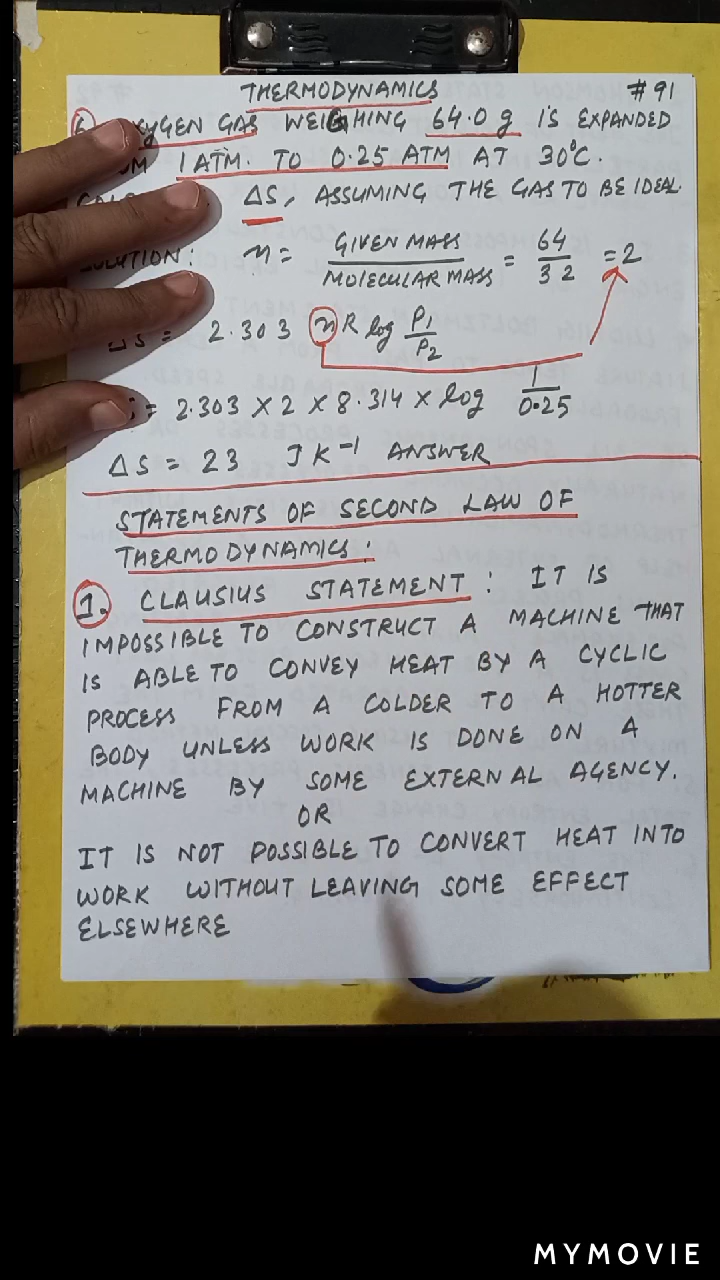 THERMODYNAMICS #91
6. OXYGEN GAS WEIGHING 64.0 g IS EXPANDED
1 ATM. TO 0.25 ATM AT 30°C.
ΔS, ASSUMING THE GAS TO BE IDEAL.
SOLUTION: n = GIVEN MASS / MOLECULAR MASS = 64 / 32 = 2
ΔS = 2.303 nR log P1 / P2
= 2.303 × 2 × 8.314 × log 1 / 0.25
ΔS = 23 JK⁻¹ ANSWER
STATEMENTS OF SECOND LAW OF
THERMODYNAMICS:
1. CLAUSIUS STATEMENT: IT IS
IMPOSSIBLE TO CONSTRUCT A MACHINE THAT
IS ABLE TO CONVEY HEAT BY A CYCLIC
PROCESS FROM A COLDER TO A HOTTER
BODY UNLESS WORK IS DONE ON A
MACHINE BY SOME EXTERNAL AGENCY.
OR
IT IS NOT POSSIBLE TO CONVERT HEAT INTO
WORK WITHOUT LEAVING SOME EFFECT
ELSEWHERE
MYMOVIE